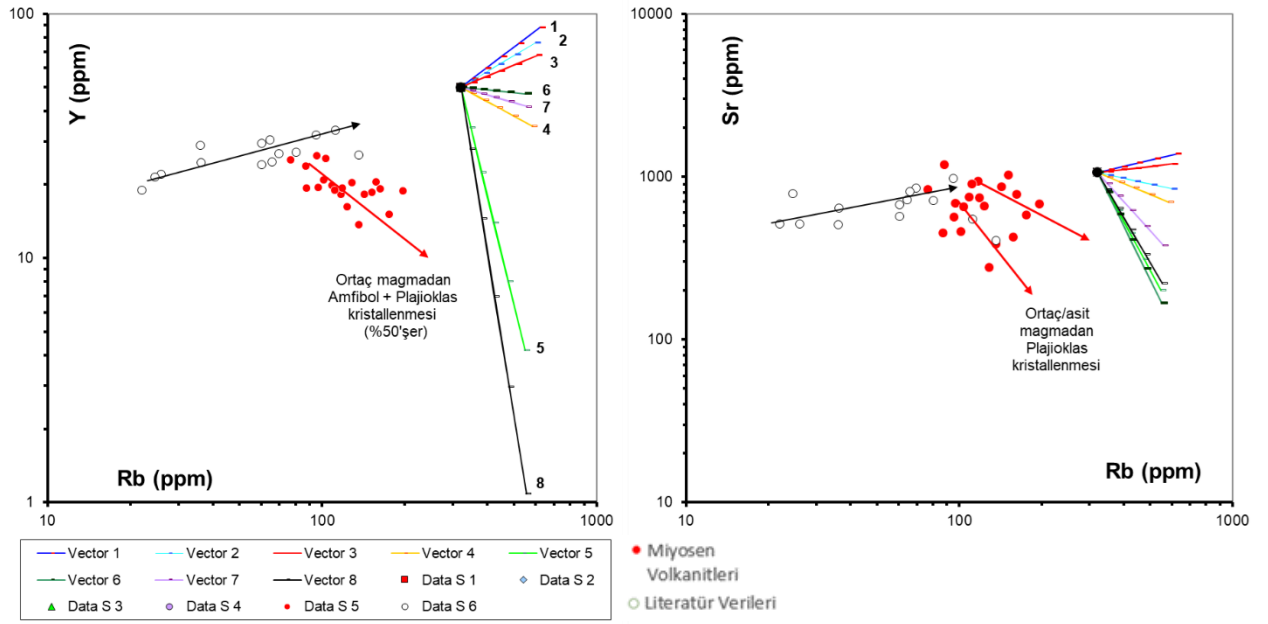 100
Y (ppm)
1
2
3
6
7
4
10
Ortaç magmadan
Amfibol + Plajioklas
kristallenmesi
(%50'şer)
5
Rb (ppm)
8
1
10
100
1000
10000
Sr (ppm)
1000
Ortaç/asit
magmadan
Plajioklas
kristallenmesi
100
Rb (ppm)
10
10
100
1000
Vector 1 Vector 2 Vector 3 Vector 4 Vector 5
Vector 6 Vector 7 Vector 8 Data S 1 Data S 2
Data S 3 Data S 4 Data S 5 Data S 6
Miyosen
Volkanitleri
Literatür Verileri